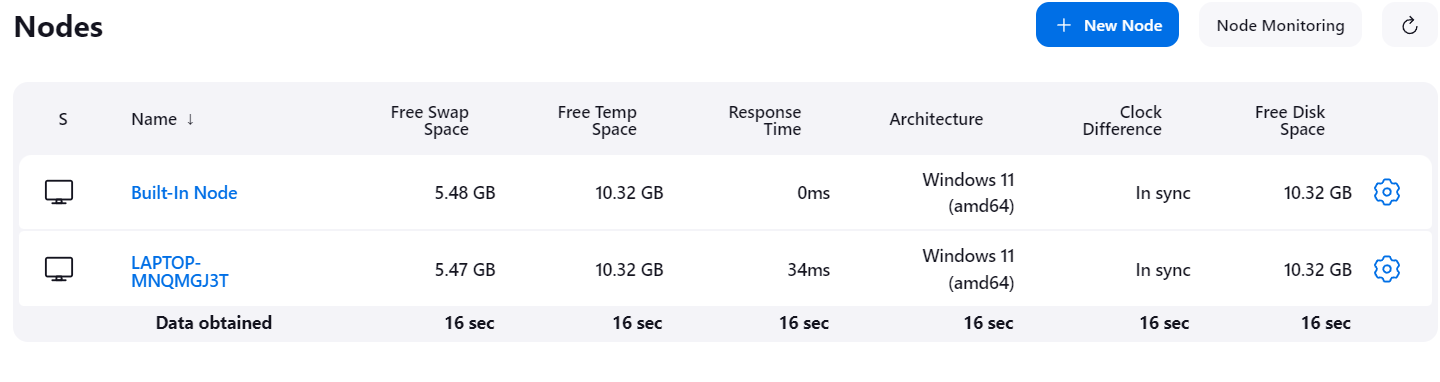 Nodes
+ New Node
Node Monitoring
S
Name ↓
Free Swap
Space
Free Temp
Space
Response
Time
Architecture
Clock
Difference
Free Disk
Space
Built-In Node
5.48 GB
10.32 GB
0ms
Windows 11
(amd64)
In sync
10.32 GB
LAPTOP-
MNQMGJ3T
5.47 GB
10.32 GB
34ms
Windows 11
(amd64)
In sync
10.32 GB
Data obtained
16 sec
16 sec
16 sec
16 sec
16 sec
16 sec